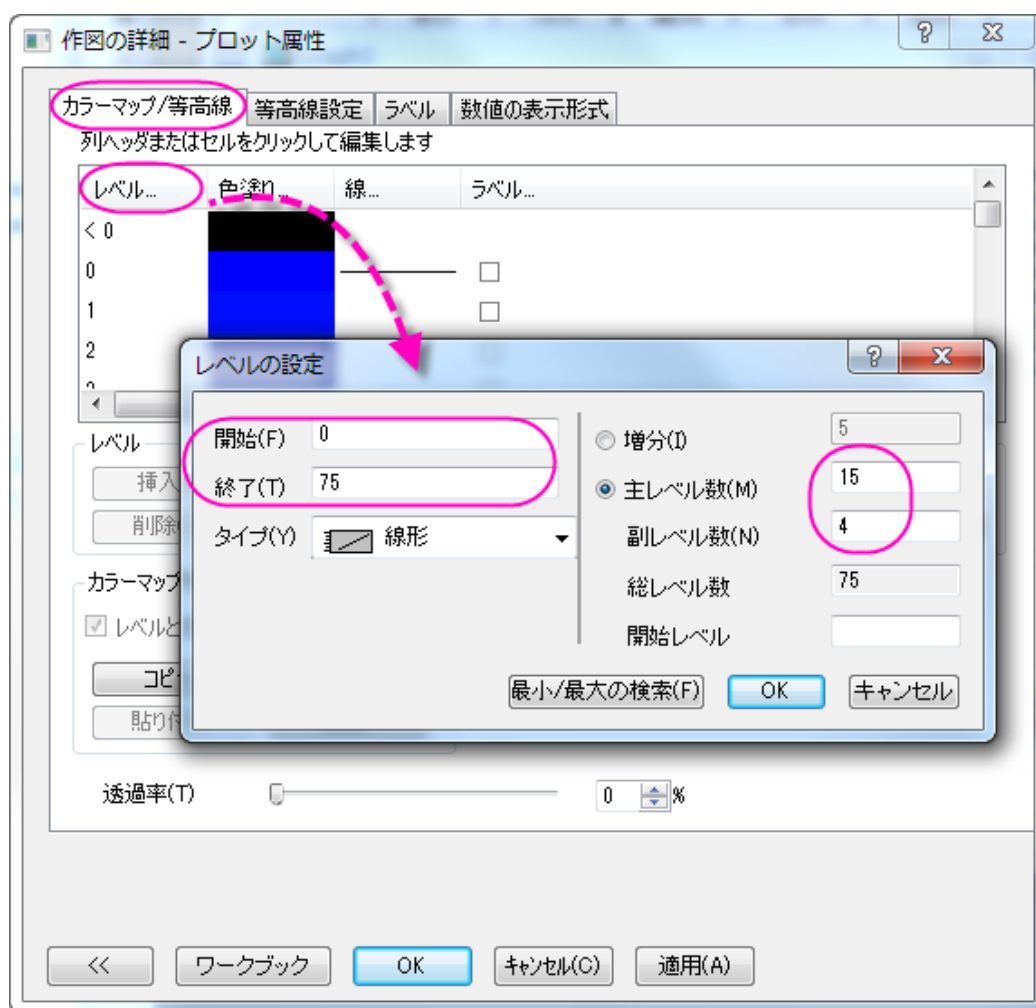 作図の詳細 - プロット属性
カラーマップ/等高線 等高線設定 ラベル 数値の表示形式
列ヘッダまたはセルをクリックして編集します
レベル... 色塗り... 線... ラベル...
< 0
0
1
2
レベルの設定
開始(F) 0
終了(T) 75
タイプ(Y) 線形
増分(I) 5
主レベル数(M) 15
副レベル数(N) 4
総レベル数 75
開始レベル
最小/最大の検索(F) OK キャンセル
レベル
挿入
削除
カラーマップ
レベルと
コピ
貼り付
透過率(T) 0 %
<< ワークブック OK キャンセル(C) 適用(A)